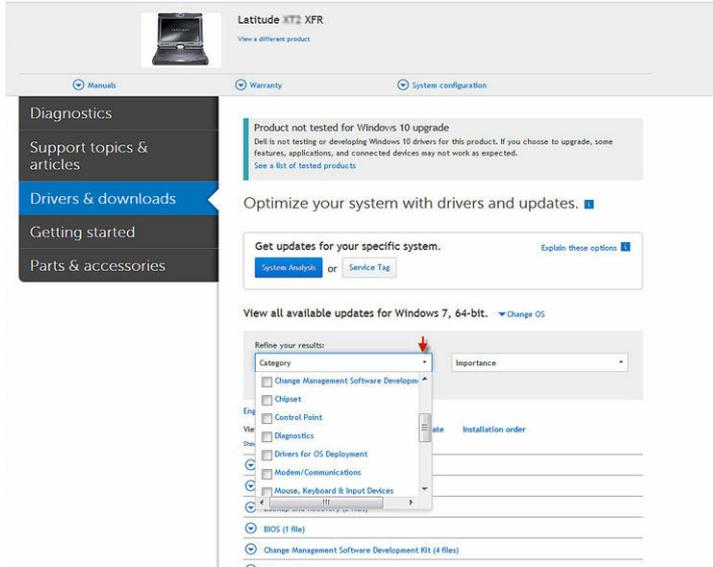 Latitude XT2 XFR
View a different product
Manuals
Warranty
System configuration
Diagnostics
Support topics &
articles
Drivers & downloads
Getting started
Parts & accessories
Product not tested for Windows 10 upgrade
Dell is not testing or developing Windows 10 drivers for this product. If you choose to upgrade, some
features, applications, and connected devices may not work as expected.
See a list of tested products
Optimize your system with drivers and updates.
Get updates for your specific system.
Explain these options
System Analysis or Service Tag
View all available updates for Windows 7, 64-bit. Change OS
Refine your results:
Category
Importance
Change Management Software Developme
Chipset
Control Point
Diagnostics
Drivers for OS Deployment
Modem/Communications
Mouse, Keyboard & Input Devices
Eng
Vie
ate
Installation order
BIOS (1 file)
Change Management Software Development Kit (4 files)